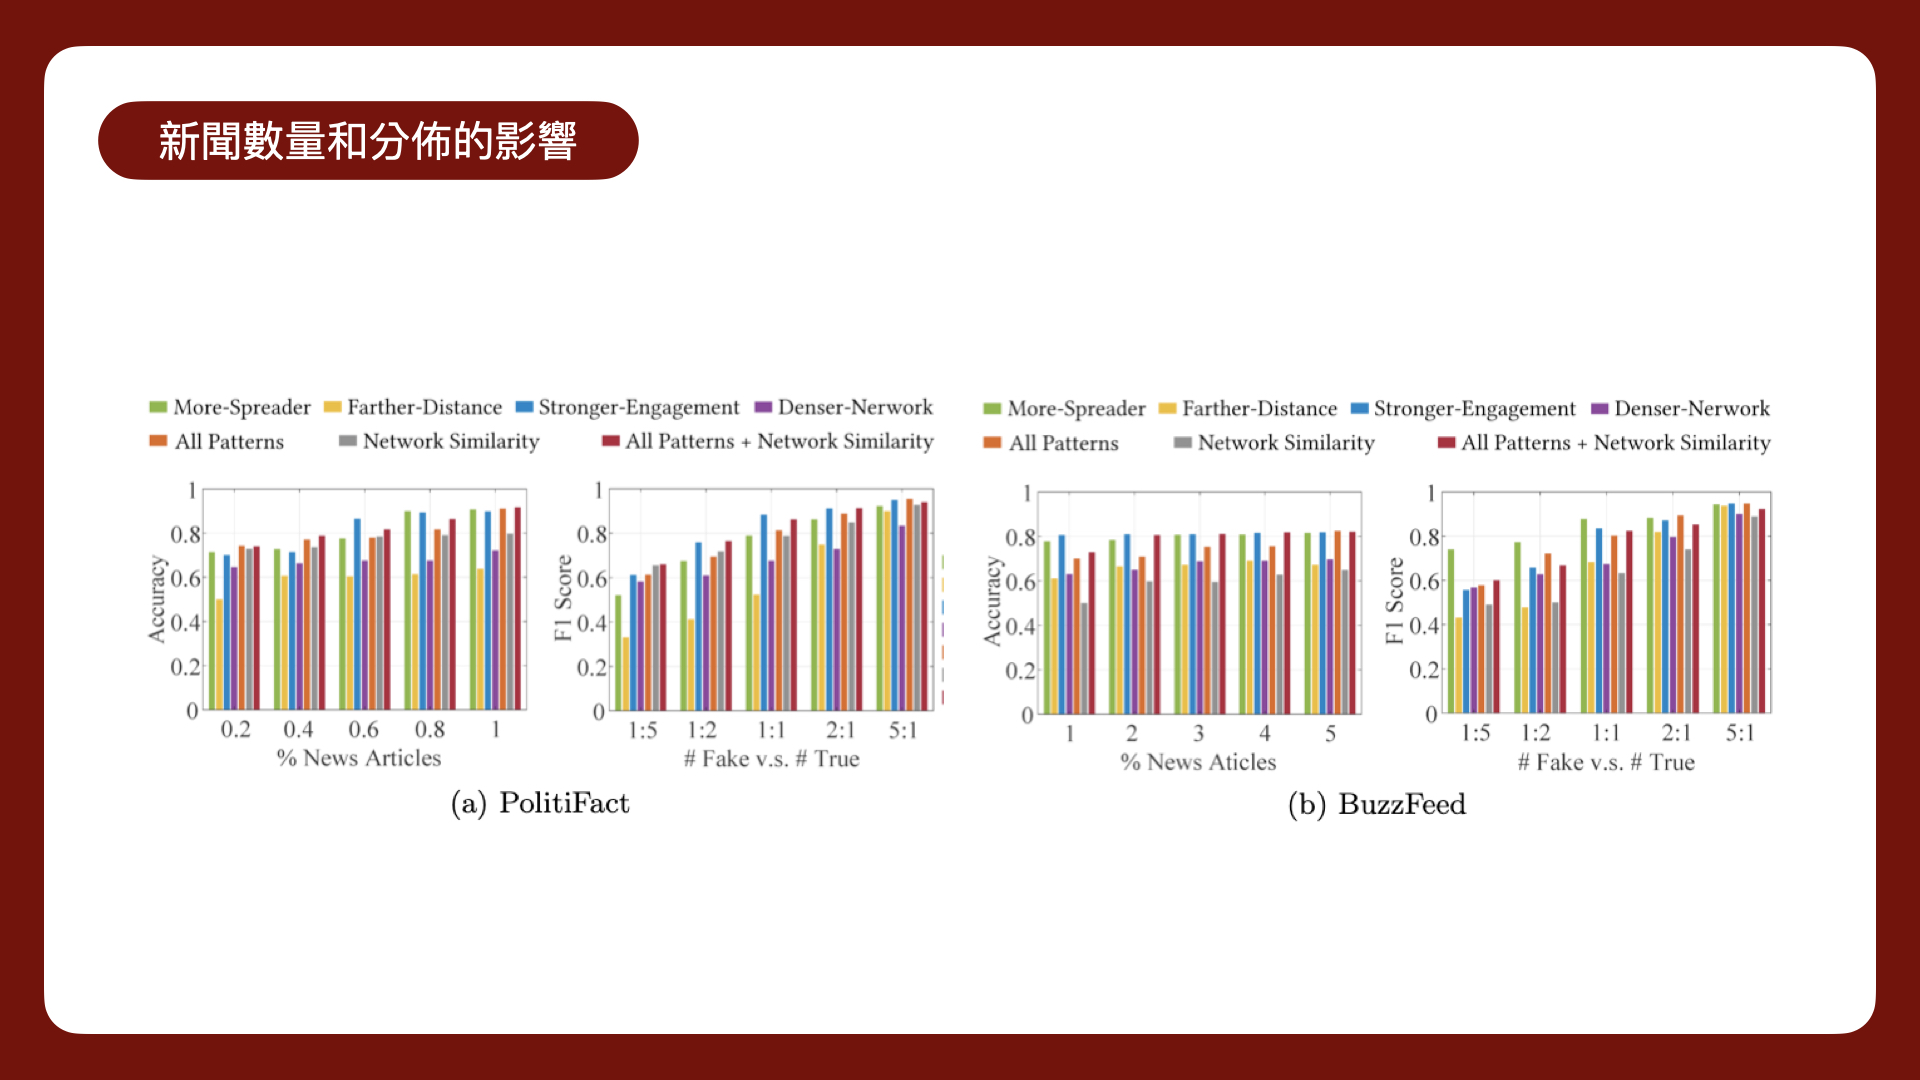 新聞數量和分佈的影響
More-Spreader Farther-Distance Stronger-Engagement Denser-Nerwork
All Patterns Network Similarity All Patterns + Network Similarity
1
0.8
0.6
0.4
0.2
0
Accuracy
0.2 0.4 0.6 0.8 1
% News Articles
1
0.8
0.6
0.4
0.2
0
F1 Score
1:5 1:2 1:1 2:1 5:1
# Fake v.s. # True
(a) PolitiFact
More-Spreader Farther-Distance Stronger-Engagement Denser-Nerwork
All Patterns Network Similarity All Patterns + Network Similarity
1
0.8
0.6
0.4
0.2
0
Accuracy
1 2 3 4 5
% News Aticles
1
0.8
0.6
0.4
0.2
0
F1 Score
1:5 1:2 1:1 2:1 5:1
# Fake v.s. # True
(b) BuzzFeed